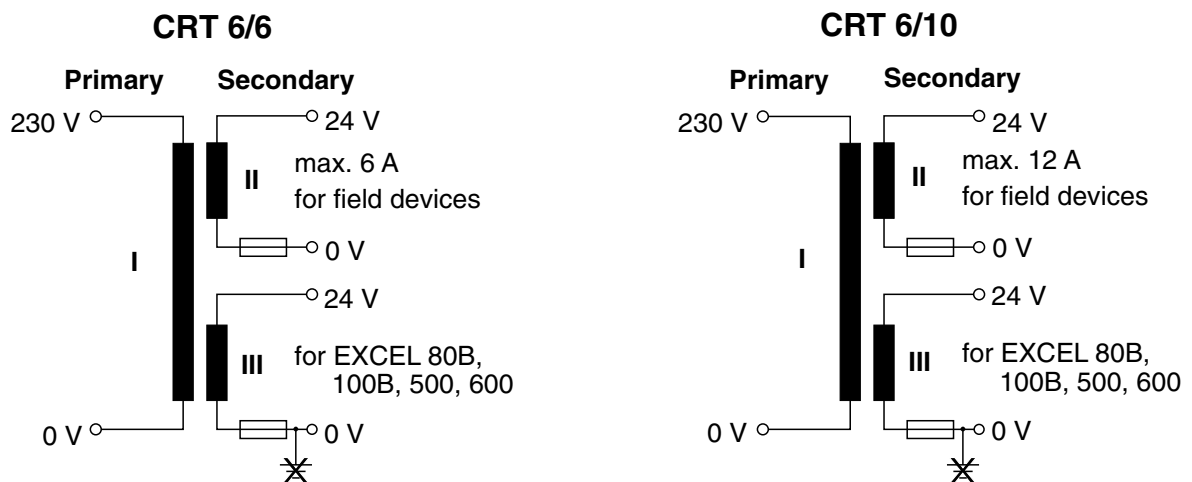 CRT 6/6
Primary Secondary
230 V
24 V
II
max. 6 A
for field devices
0 V
I
24 V
III
for EXCEL 80B,
100B, 500, 600
0 V
0 V
CRT 6/10
Primary Secondary
230 V
24 V
II
max. 12 A
for field devices
0 V
I
24 V
III
for EXCEL 80B,
100B, 500, 600
0 V
0 V